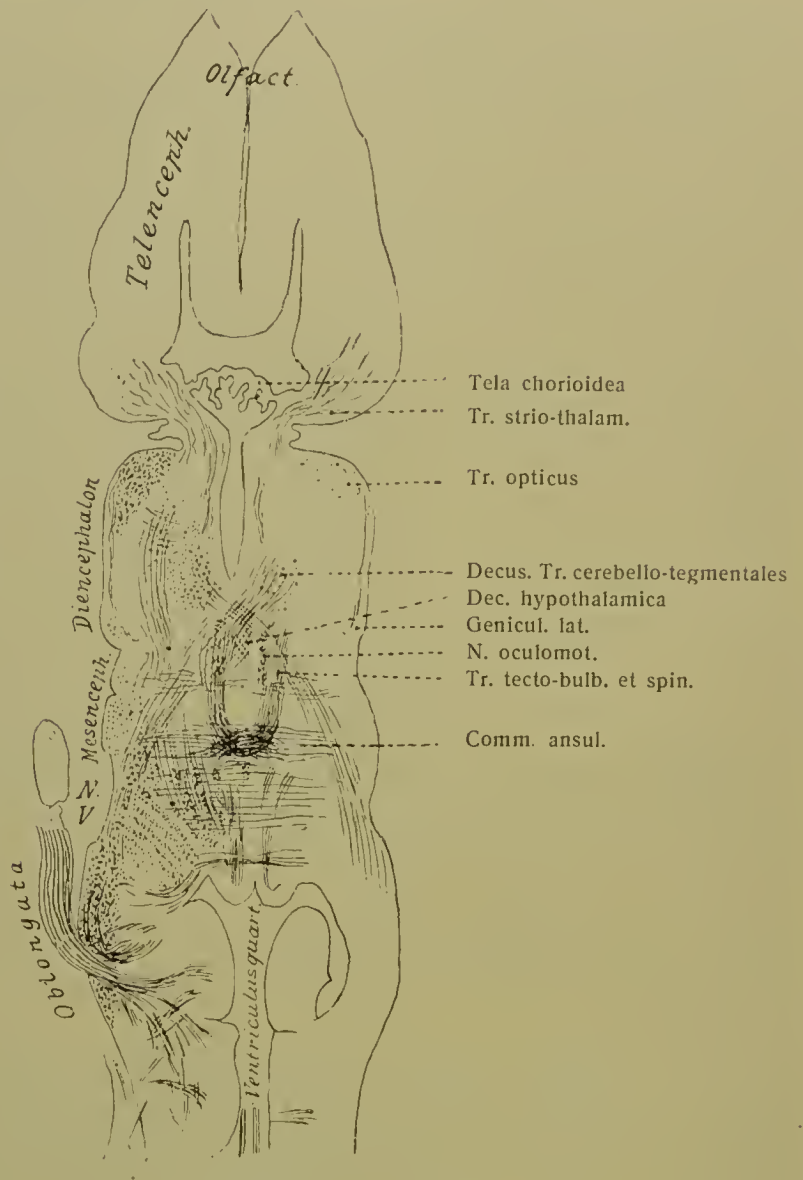 Olfact.
Telenceph.
Tela chorioidea
Tr. strio-thalam.
Tr. opticus
Diencephalon
Decus. Tr. cerebello-tegmentales
Dec. hypothalamica
Genicul. lat.
N. oculomot.
Tr. tecto-bulb. et spin.
Mesenceph.
Comm. ansul.
N.
V
Oblongata
Ventriculus quart